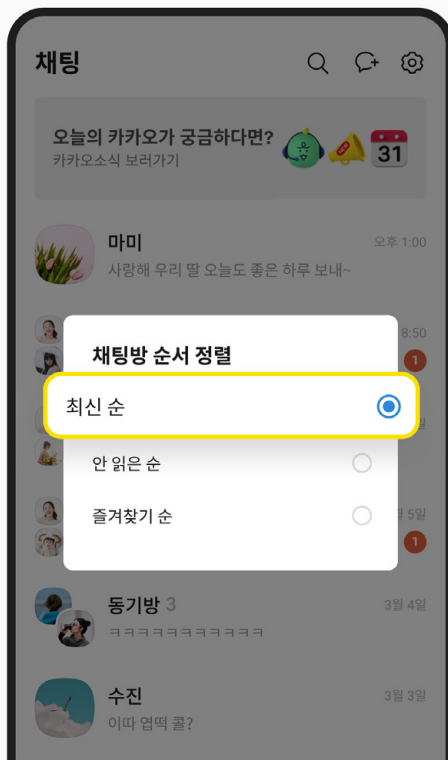 채팅
오늘의 카카오가 궁금하다면?
카카오소식 보러가기
31
마미
오후 1:00
사랑해 우리 딸 오늘도 좋은 하루 보내~
8:50
채팅방 순서 정렬
1
최신 순
일
안 읽은 순
즐겨찾기 순
월 5일
1
동기방 3
3월 4일
ㅋㅋㅋㅋㅋㅋㅋㅋㅋㅋㅋ
수진
3월 3일
이따 엽떡 콜?